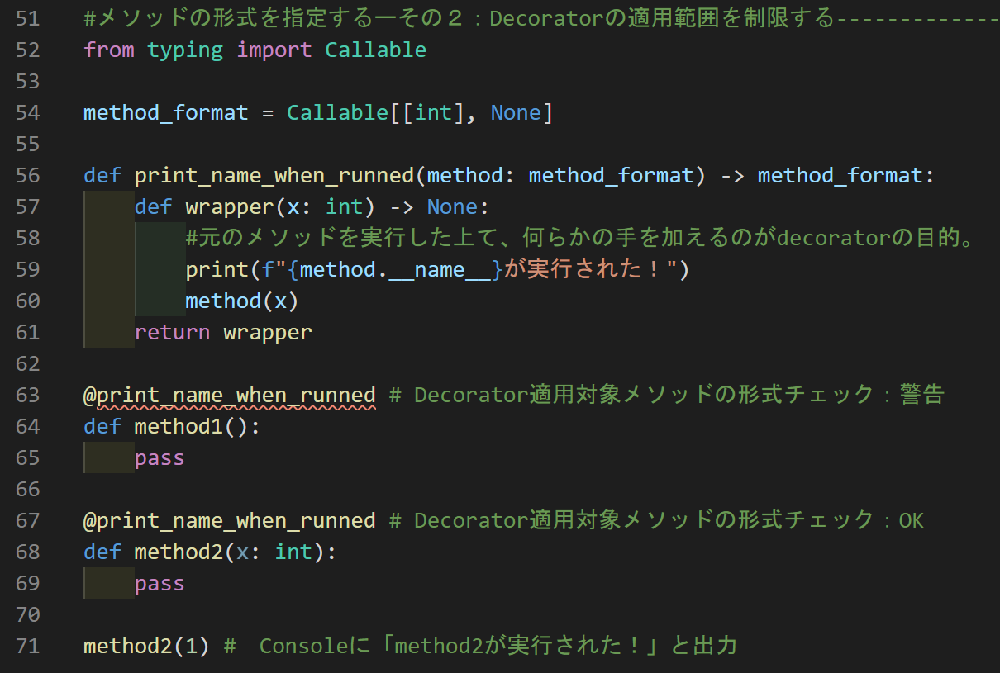 51 #メソッドの形式を指定する一その２：Decoratorの適用範囲を制限する-------------
52 from typing import Callable
53
54 method_format = Callable[[int], None]
55
56 def print_name_when_runned(method: method_format) -> method_format:
57     def wrapper(x: int) -> None:
58         #元のメソッドを実行した上て、何らかの手を加えるのがdecoratorの目的。
59         print(f"{method.__name__}が実行された！")
60         method(x)
61     return wrapper
62
63 @print_name_when_runned # Decorator適用対象メソッドの形式チェック：警告
64 def method1():
65     pass
66
67 @print_name_when_runned # Decorator適用対象メソッドの形式チェック：OK
68 def method2(x: int):
69     pass
70
71 method2(1) #　Consoleに「method2が実行された！」と出力